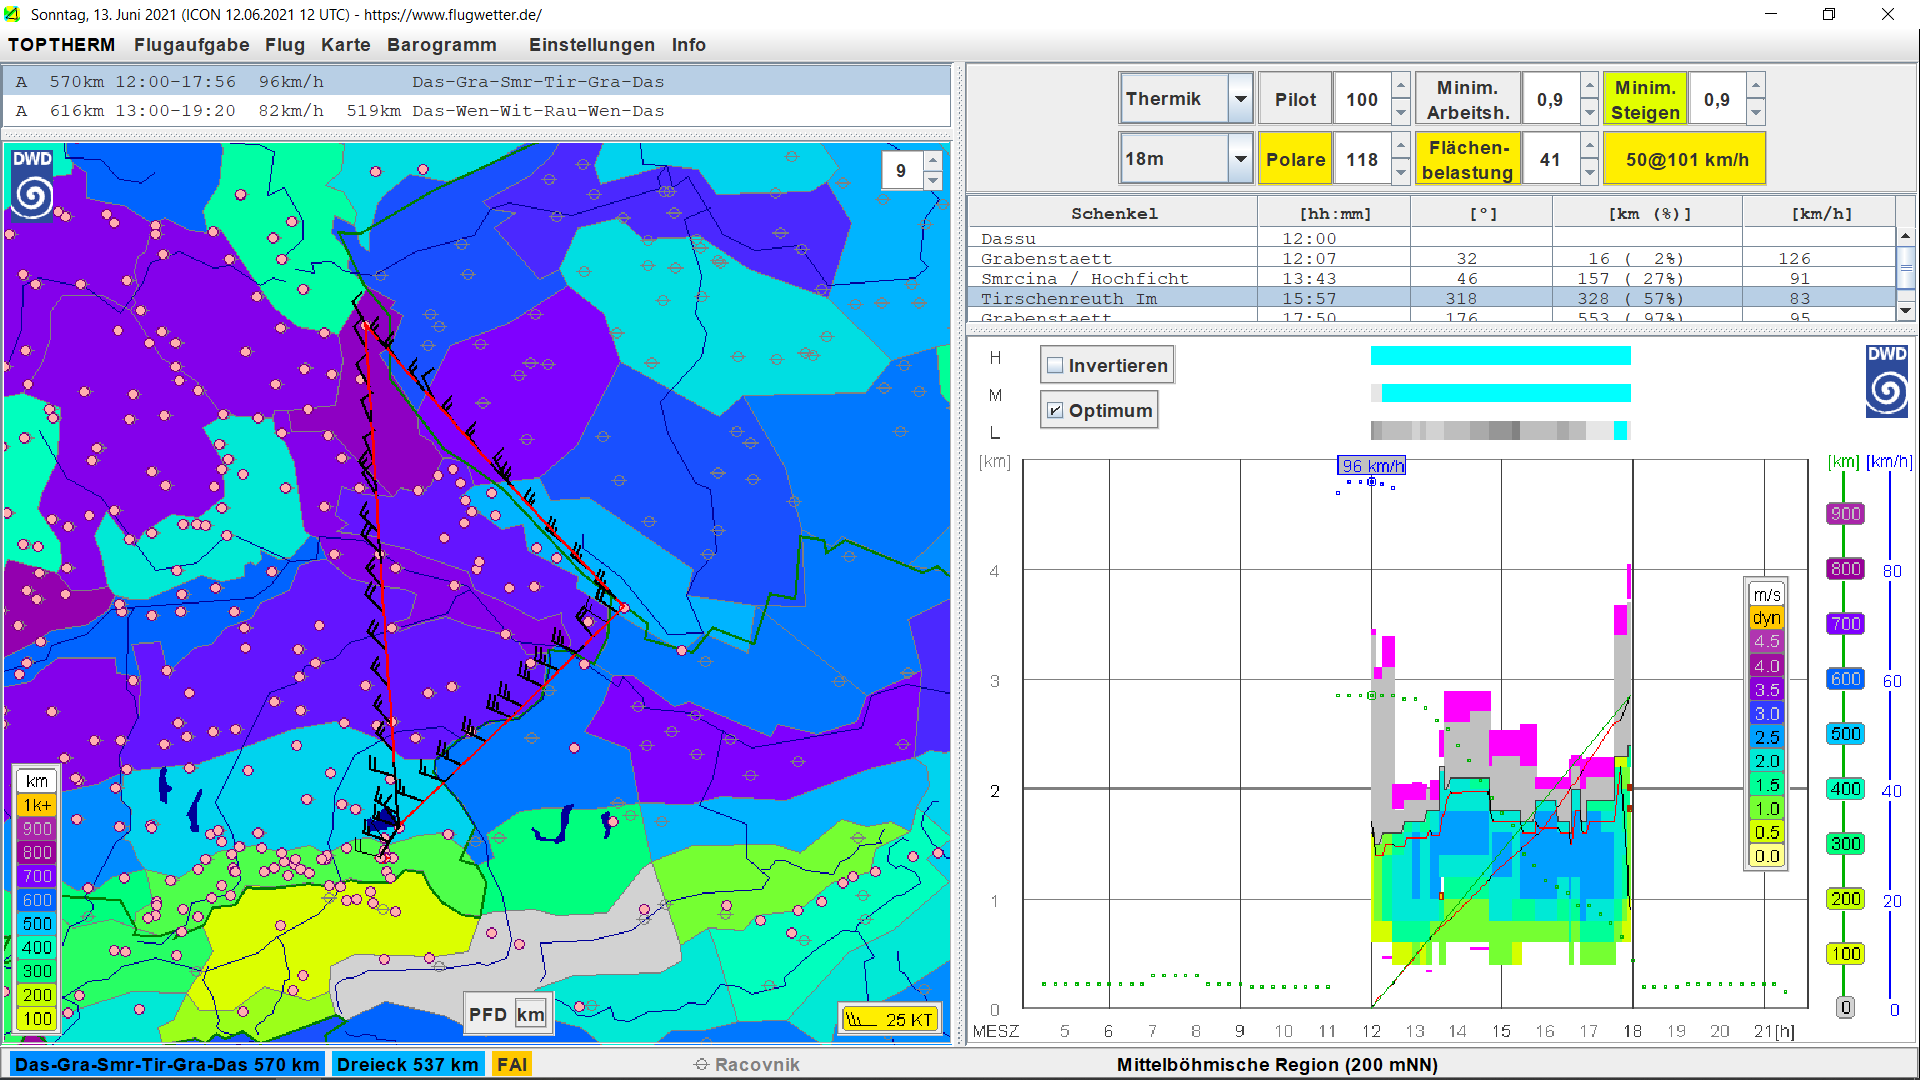 Sonntag, 13. Juni 2021 (ICON 12.06.2021 12 UTC) - https://www.flugwetter.de/
TOPTHERM Flugaufgabe Flug Karte Barogramm Einstellungen Info
A 570km 12:00-17:56 96km/h Das-Gra-Smr-Tir-Gra-Das
A 616km 13:00-19:20 82km/h 519km Das-Wen-Wit-Rau-Wen-Das
Thermik Pilot 100 Minim. Arbeitsh. 0,9 Minim. Steigen 0,9
18m Polare 118 Flächen-belastung 41 50@101 km/h
DWD
9
Schenkel [hh:mm] [°] [km (%)] [km/h]
Dassu 12:00
Grabenstaett 12:07 32 16 ( 2%) 126
Smrcina / Hochficht 13:43 46 157 ( 27%) 91
Tirschenreuth Im 15:57 318 328 ( 57%) 83
Grabenstaett 17:50 176 553 ( 97%) 95
km
1k+
900
800
700
600
500
400
300
200
100
PFD km
25 KT
H
M
L
Invertieren
Optimum
DWD
[km]
96 km/h
[km] [km/h]
4
3
2
1
0
m/s
dyn
4.5
4.0
3.5
3.0
2.5
2.0
1.5
1.0
0.5
0.0
900
800
700
600
500
400
300
200
100
0
80
60
40
20
0
MESZ 5 6 7 8 9 10 11 12 13 14 15 16 17 18 19 20 21 [h]
Das-Gra-Smr-Tir-Gra-Das 570 km Dreieck 537 km FAI Racovnik Mittelböhmische Region (200 mNN)